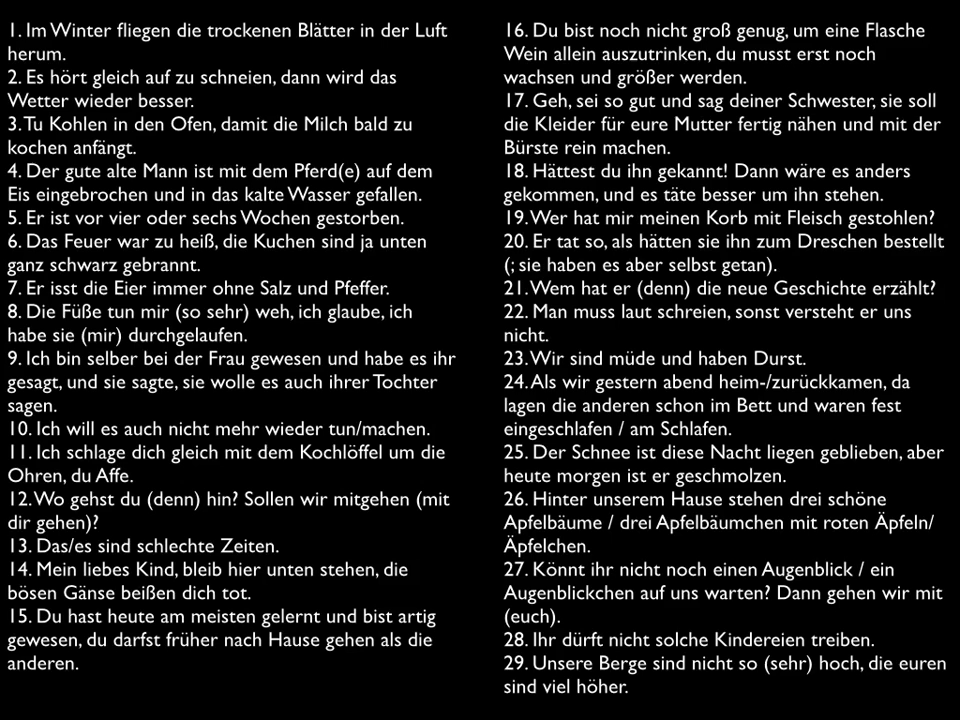 1. Im Winter fliegen die trockenen Blätter in der Luft
herum.
2. Es hört gleich auf zu schneien, dann wird das
Wetter wieder besser.
3. Tu Kohlen in den Ofen, damit die Milch bald zu
kochen anfängt.
4. Der gute alte Mann ist mit dem Pferd(e) auf dem
Eis eingebrochen und in das kalte Wasser gefallen.
5. Er ist vor vier oder sechs Wochen gestorben.
6. Das Feuer war zu heiß, die Kuchen sind ja unten
ganz schwarz gebrannt.
7. Er isst die Eier immer ohne Salz und Pfeffer.
8. Die Füße tun mir (so sehr) weh, ich glaube, ich
habe sie (mir) durchgelaufen.
9. Ich bin selber bei der Frau gewesen und habe es ihr
gesagt, und sie sagte, sie wolle es auch ihrer Tochter
sagen.
10. Ich will es auch nicht mehr wieder tun/machen.
11. Ich schlage dich gleich mit dem Kochlöffel um die
Ohren, du Affe.
12. Wo gehst du (denn) hin? Sollen wir mitgehen (mit
dir gehen)?
13. Das/es sind schlechte Zeiten.
14. Mein liebes Kind, bleib hier unten stehen, die
bösen Gänse beißen dich tot.
15. Du hast heute am meisten gelernt und bist artig
gewesen, du darfst früher nach Hause gehen als die
anderen.
16. Du bist noch nicht groß genug, um eine Flasche
Wein allein auszutrinken, du musst erst noch
wachsen und größer werden.
17. Geh, sei so gut und sag deiner Schwester, sie soll
die Kleider für eure Mutter fertig nähen und mit der
Bürste rein machen.
18. Hättest du ihn gekannt! Dann wäre es anders
gekommen, und es täte besser um ihn stehen.
19. Wer hat mir meinen Korb mit Fleisch gestohlen?
20. Er tat so, als hätten sie ihn zum Dreschen bestellt
(; sie haben es aber selbst getan).
21. Wem hat er (denn) die neue Geschichte erzählt?
22. Man muss laut schreien, sonst versteht er uns
nicht.
23. Wir sind müde und haben Durst.
24. Als wir gestern abend heim-/zurückkamen, da
lagen die anderen schon im Bett und waren fest
eingeschlafen / am Schlafen.
25. Der Schnee ist diese Nacht liegen geblieben, aber
heute morgen ist er geschmolzen.
26. Hinter unserem Hause stehen drei schöne
Apfelbäume / drei Apfelbäumchen mit roten Äpfeln/
Äpfelchen.
27. Könnt ihr nicht noch einen Augenblick / ein
Augenblickchen auf uns warten? Dann gehen wir mit
(euch).
28. Ihr dürft nicht solche Kindereien treiben.
29. Unsere Berge sind nicht so (sehr) hoch, die euren
sind viel höher.